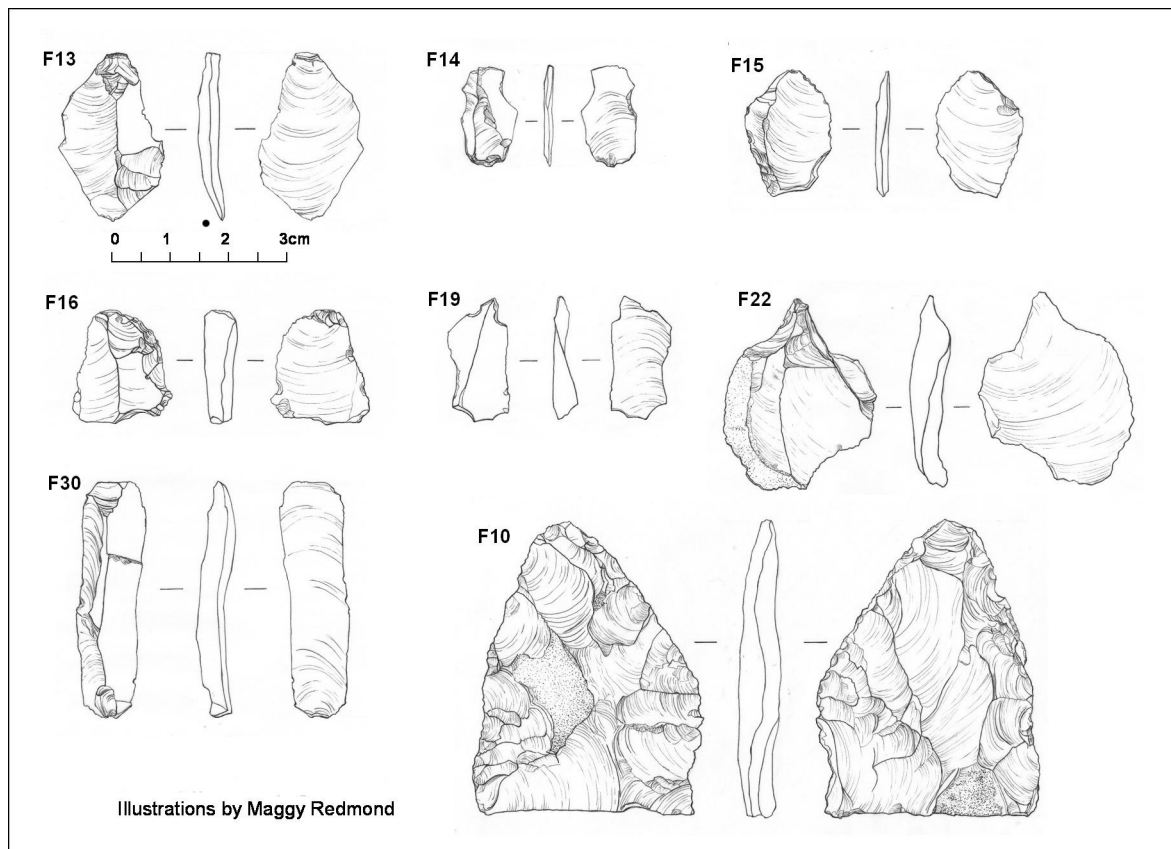 F13
F14
F15
0 1 2 3cm
F16
F19
F22
F30
F10
Illustrations by Maggy Redmond